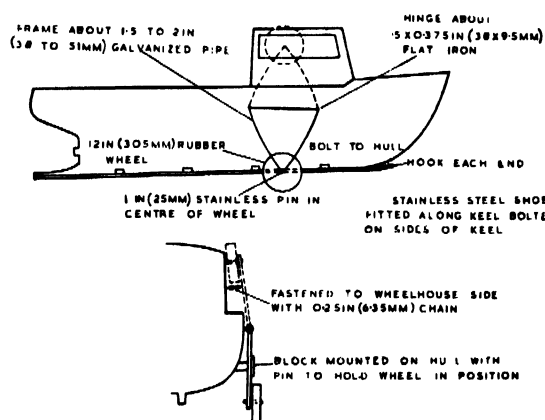 FRAME ABOUT 1.5 TO 2IN
(38 TO 51MM) GALVANIZED PIPE
HINGE ABOUT
.5 X 0.375IN (38X9.5MM)
FLAT IRON
12IN (305MM) RUBBER
WHEEL
BOLT TO HULL
HOOK EACH END
1 IN (25MM) STAINLESS PIN IN
CENTRE OF WHEEL
STAINLESS STEEL SHOE
FITTED ALONG KEEL BOLTE
ON SIDES OF KEEL
FASTENED TO WHEELHOUSE SIDE
WITH 0.25IN (6.35MM) CHAIN
BLOCK MOUNTED ON HULL WITH
PIN TO HOLD WHEEL IN POSITION